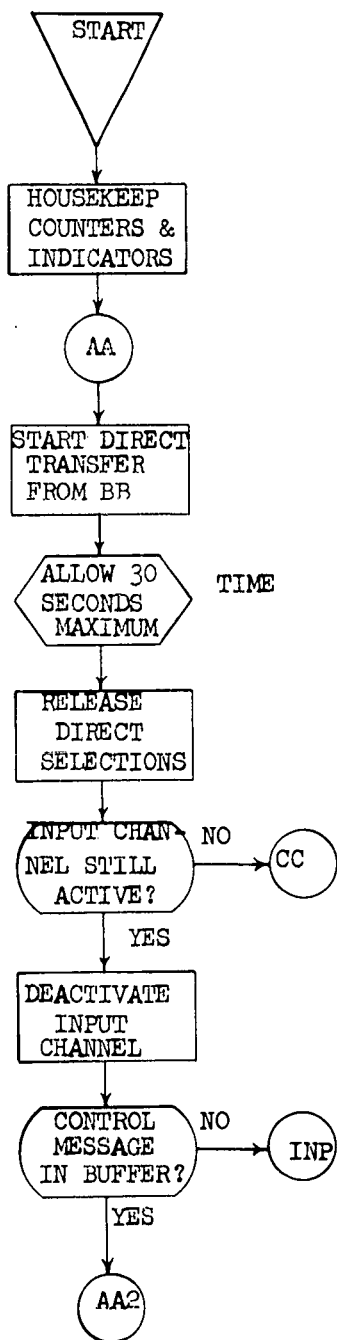 START
HOUSEKEEP
COUNTERS &
INDICATORS
AA
START DIRECT
TRANSFER
FROM BB
ALLOW 30
SECONDS
MAXIMUM
TIME
RELEASE
DIRECT
SELECTIONS
INPUT CHAN-
NEL STILL
ACTIVE?
NO
CC
YES
DEACTIVATE
INPUT
CHANNEL
CONTROL
MESSAGE
IN BUFFER?
NO
INP
YES
AA2